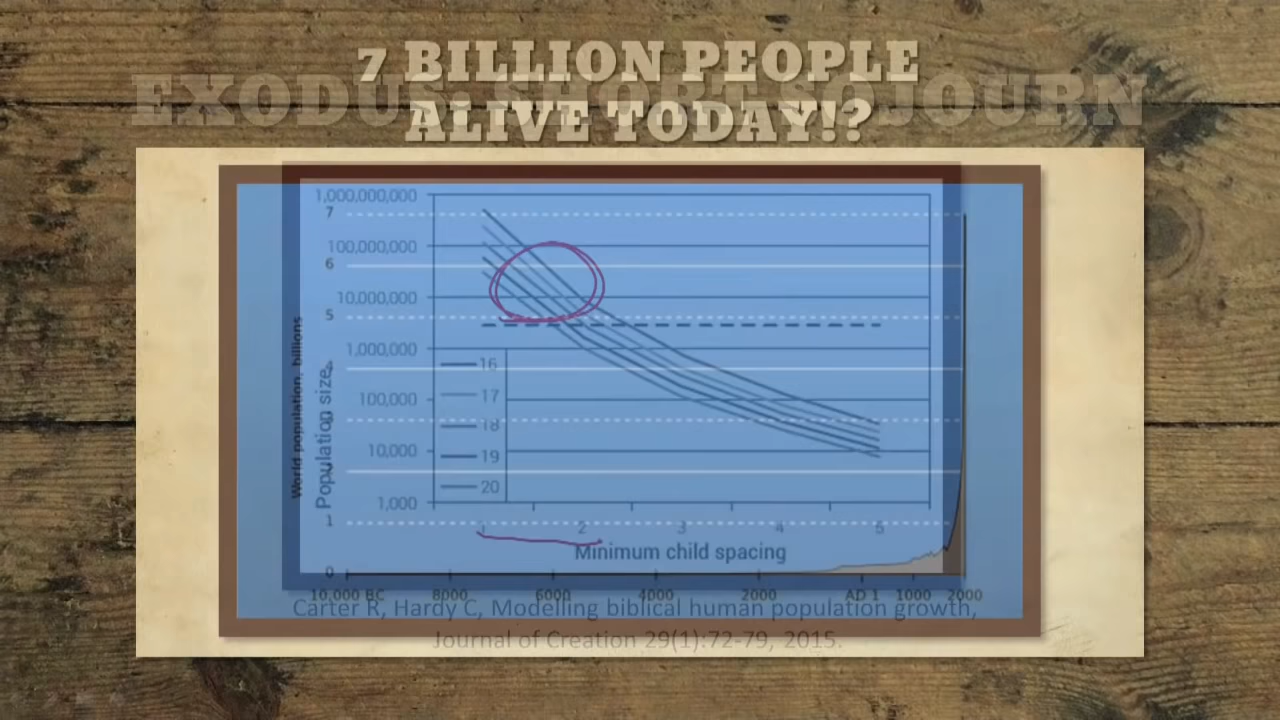 7 BILLION PEOPLE
ALIVE TODAY!?
EXODUS: SHORT SOJOURN
1,000,000,000
100,000,000
10,000,000
1,000,000
100,000
10,000
1,000
Population size
16
17
18
19
20
1 2 3 4 5
Minimum child spacing
World population, billions
7
6
5
4
3
2
1
0
10,000 BC 8000 6000 4000 2000 AD 1 1000 2000
Carter R, Hardy C, Modelling biblical human population growth,
Journal of Creation 29(1):72-79, 2015.